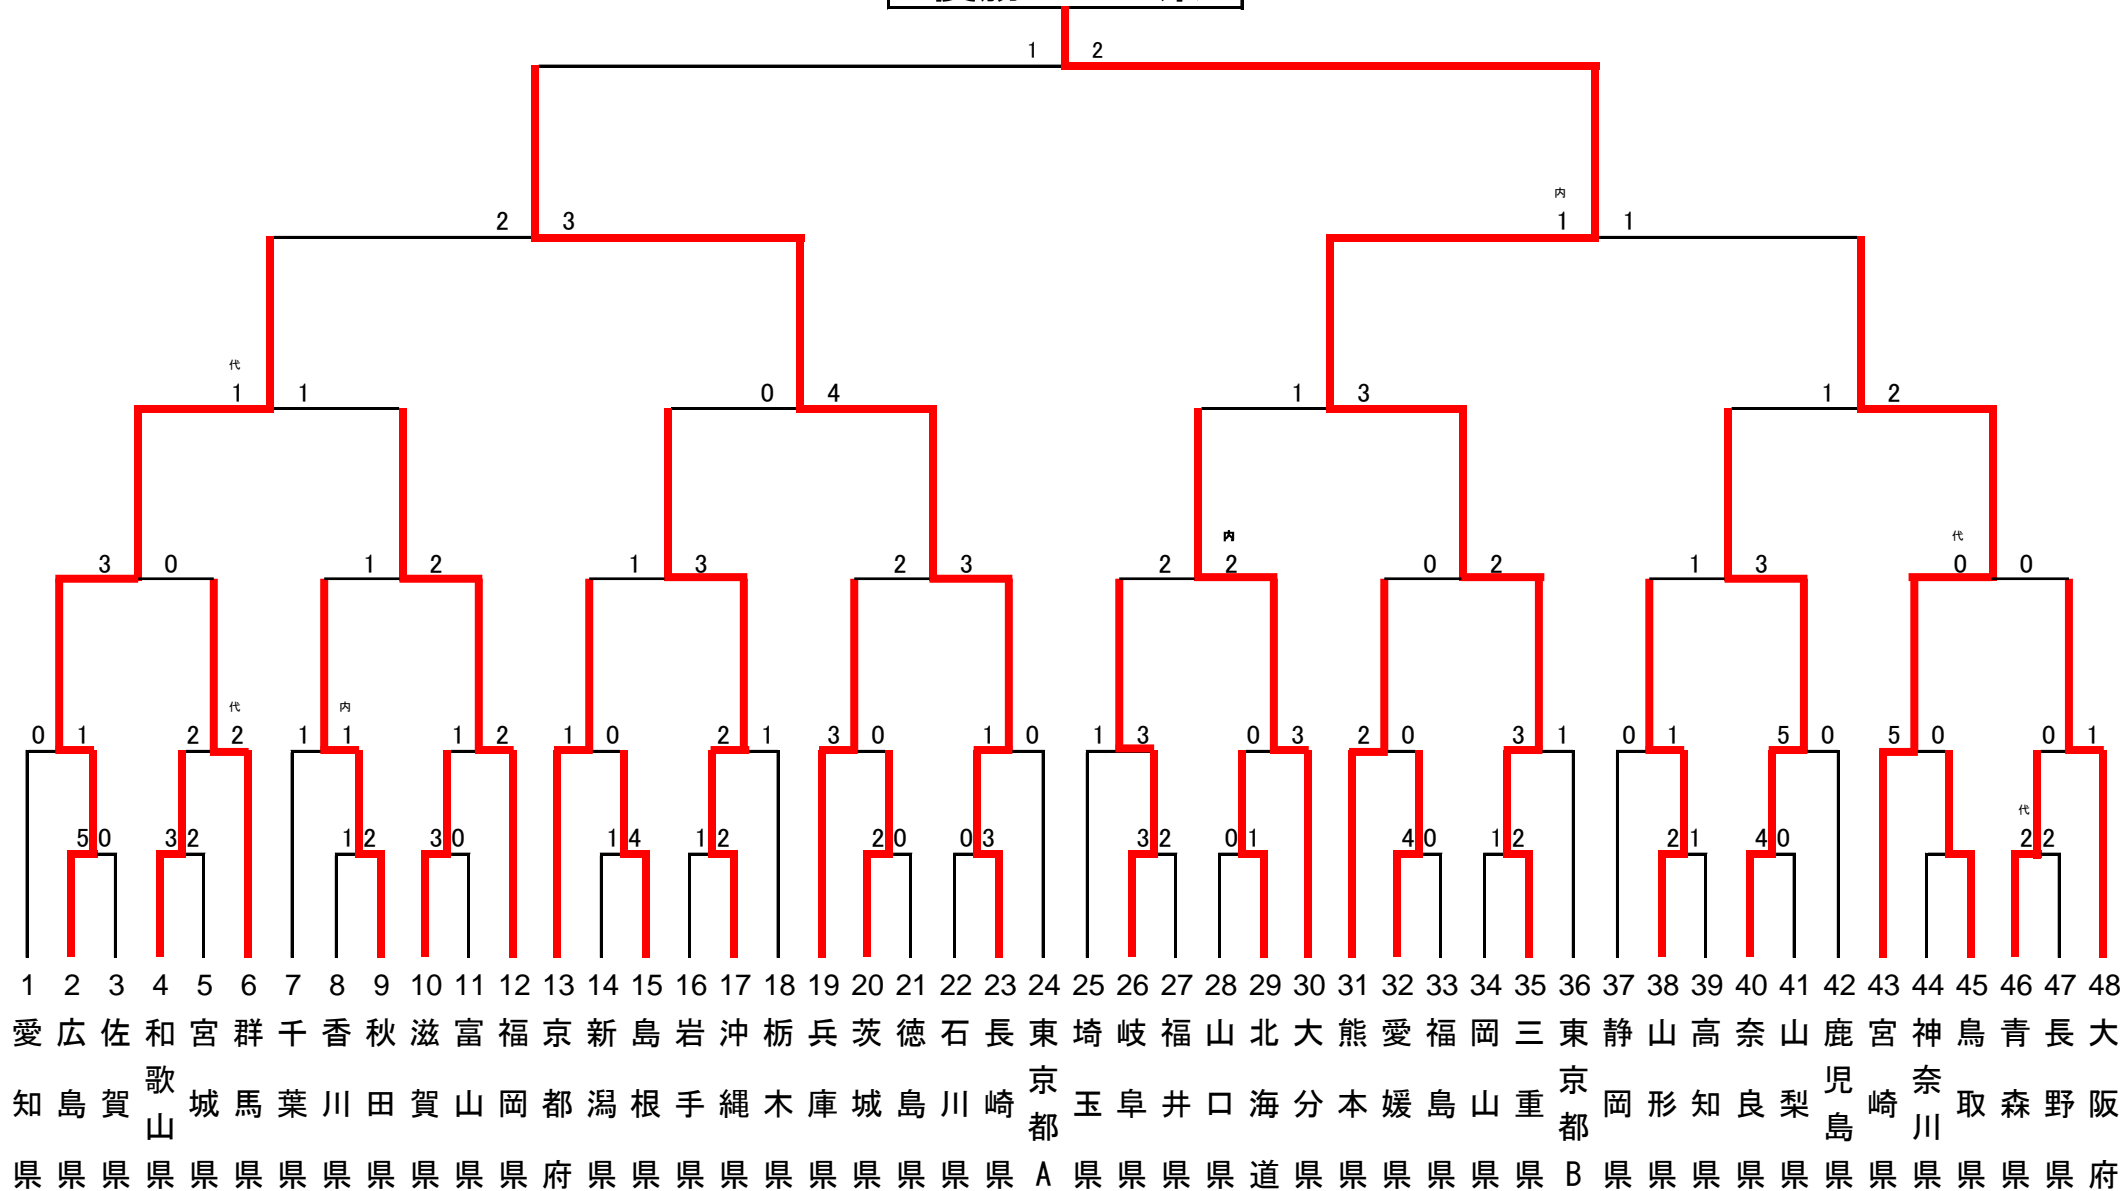 1 2
内
2 3 1 1
代
1 1 0 4 1 3 1 2
内 代
3 0 1 2 1 3 2 3 2 2 0 2 1 3 0 0
代 内
0 1 2 2 1 1 1 2 1 0 2 1 3 0 1 0 1 3 0 3 2 0 3 1 0 1 5 0 5 0 0 1
代
5 0 3 2 1 2 3 0 1 4 1 2 2 0 0 3 3 2 0 1 4 0 1 2 2 1 4 0 2 2
1 2 3 4 5 6 7 8 9 10 11 12 13 14 15 16 17 18 19 20 21 22 23 24 25 26 27 28 29 30 31 32 33 34 35 36 37 38 39 40 41 42 43 44 45 46 47 48
愛知県
広島県
佐賀県
和歌山県
宮城県
群馬県
千葉県
香川県
秋田県
滋賀県
富山県
福岡県
京都府
新潟県
島根県
岩手県
沖縄県
栃木県
兵庫県
茨城県
徳島県
石川県
長崎県
東京都A
埼玉県
岐阜県
福井県
山口県
北海道
大分県
熊本県
愛媛県
福島県
岡山県
三重県
東京都B
静岡県
山形県
高知県
奈良県
山梨県
鹿児島県
宮崎県
神奈川県
鳥取県
青森県
長野県
大阪府